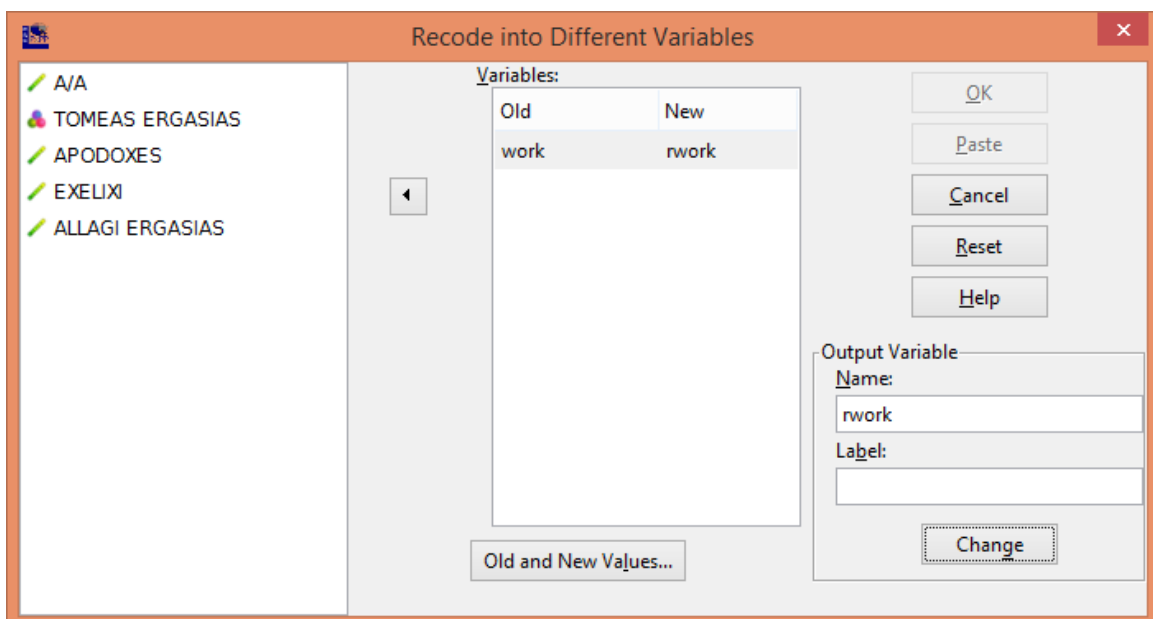 Recode into Different Variables
A/A
TOMEAS ERGASIAS
APODOXES
EXELIXI
ALLAGI ERGASIAS
Variables:
Old New
work rwork
Old and New Values...
OK
Paste
Cancel
Reset
Help
Output Variable
Name:
rwork
Label:
Change